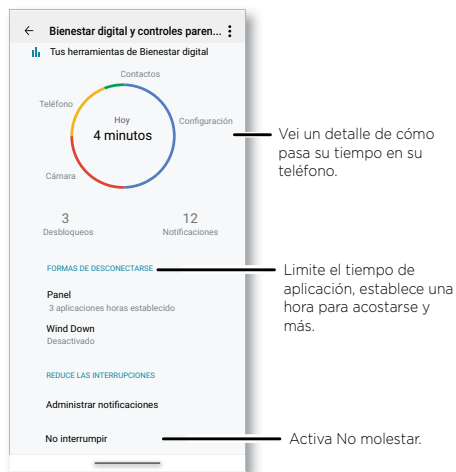 Bienestar digital y controles paren...
Tus herramientas de Bienestar digital
Contactos
Teléfono
Hoy
4 minutos
Configuración
Cámara
3
Desbloqueos
12
Notificaciones
FORMAS DE DESCONECTARSE
Panel
3 aplicaciones horas establecido
Wind Down
Desactivado
REDUCE LAS INTERRUPCIONES
Administrar notificaciones
No interrumpir
Vei un detalle de cómo
pasa su tiempo en su
teléfono.
Limite el tiempo de
aplicación, establece una
hora para acostarse y
más.
Activa No molestar.